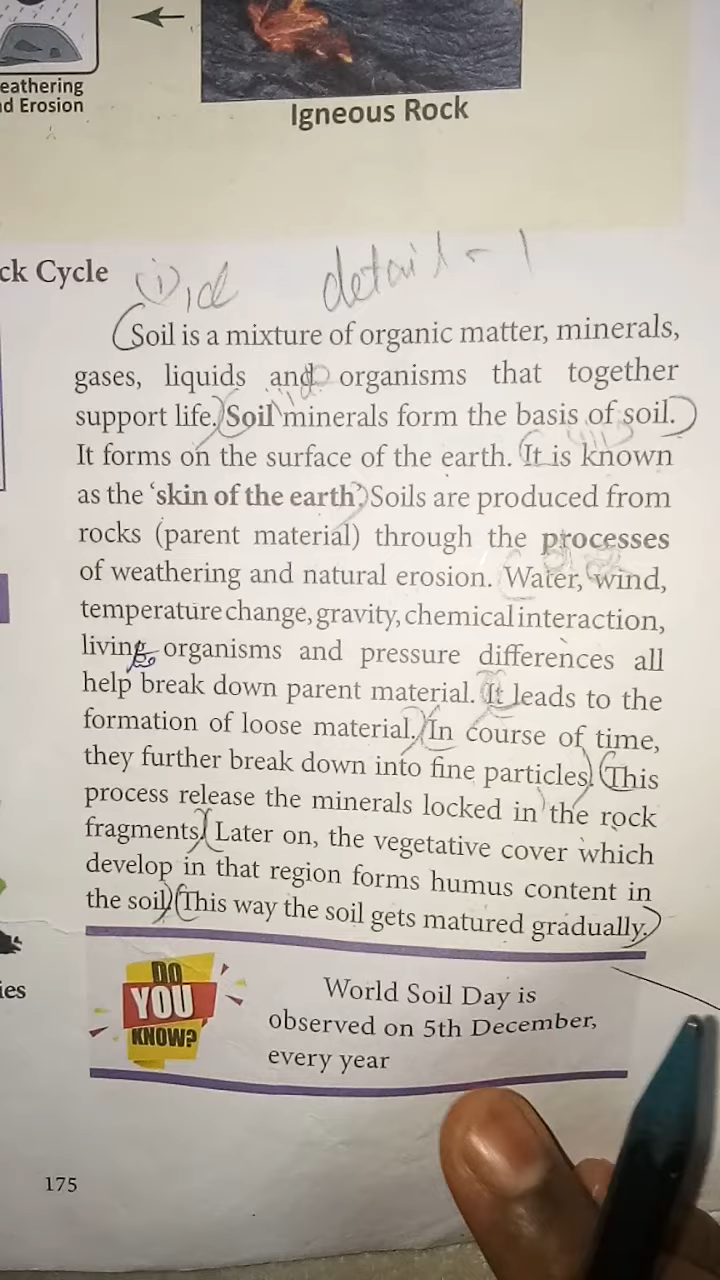 eathering
d Erosion
Igneous Rock
ck Cycle
detail - 1
Soil is a mixture of organic matter, minerals,
gases, liquids and organisms that together
support life. Soil minerals form the basis of soil.
It forms on the surface of the earth. It is known
as the ‘skin of the earth’. Soils are produced from
rocks (parent material) through the processes
of weathering and natural erosion. Water, wind,
temperature change, gravity, chemical interaction,
living organisms and pressure differences all
help break down parent material. It leads to the
formation of loose material. In course of time,
they further break down into fine particles. This
process release the minerals locked in the rock
fragments. Later on, the vegetative cover which
develop in that region forms humus content in
the soil. This way the soil gets matured gradually.
DO
YOU
KNOW?
World Soil Day is
observed on 5th December,
every year
ies
175